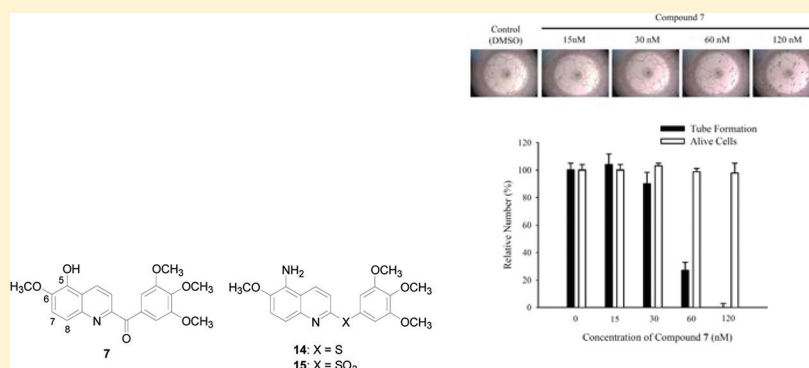 Compound 7
Control
(DMSO)
15nM
30 nM
60 nM
120 nM
Tube Formation
Alive Cells
Relative Number (%)
120
100
80
60
40
20
0
0
15
30
60
120
Concentration of Compound 7 (nM)
OH
5
H₃CO
6
7
8
N
O
OCH₃
OCH₃
OCH₃
7
NH₂
H₃CO
N
X
OCH₃
OCH₃
OCH₃
14: X = S
15: X = SO₂